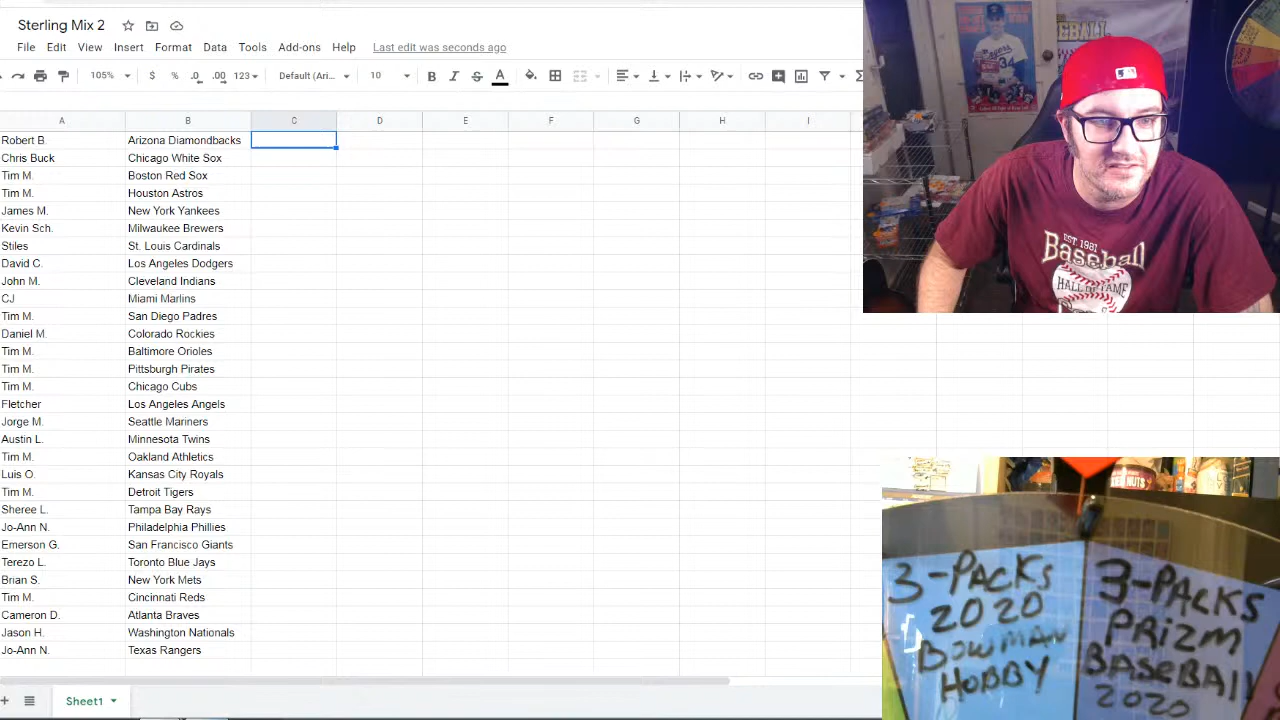 Sterling Mix 2
File Edit View Insert Format Data Tools Add-ons Help Last edit was seconds ago
105% $ % .0 .00 123 Default (Ari... 10 B I S A
A B C D E F G H I
Robert B. Arizona Diamondbacks
Chris Buck Chicago White Sox
Tim M. Boston Red Sox
Tim M. Houston Astros
James M. New York Yankees
Kevin Sch. Milwaukee Brewers
Stiles St. Louis Cardinals
David C. Los Angeles Dodgers
John M. Cleveland Indians
CJ Miami Marlins
Tim M. San Diego Padres
Daniel M. Colorado Rockies
Tim M. Baltimore Orioles
Tim M. Pittsburgh Pirates
Tim M. Chicago Cubs
Fletcher Los Angeles Angels
Jorge M. Seattle Mariners
Austin L. Minnesota Twins
Tim M. Oakland Athletics
Luis O. Kansas City Royals
Tim M. Detroit Tigers
Sheree L. Tampa Bay Rays
Jo-Ann N. Philadelphia Phillies
Emerson G. San Francisco Giants
Terezo L. Toronto Blue Jays
Brian S. New York Mets
Tim M. Cincinnati Reds
Cameron D. Atlanta Braves
Jason H. Washington Nationals
Jo-Ann N. Texas Rangers
Sheet1
34
EST. 1981
Baseball
HALL OF FAME
3-PACKS
2020
BOWMAN
HOBBY
3-PACKS
PRIZM
BASEBALL
2020